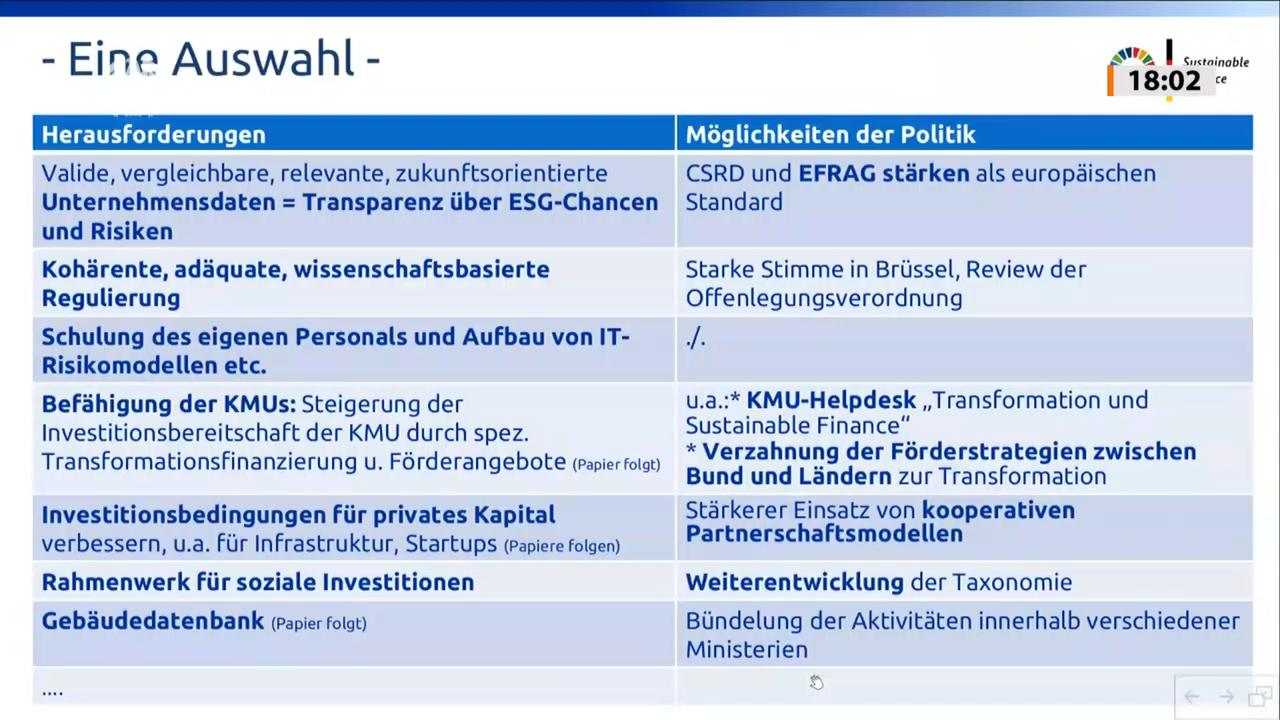 - Eine Auswahl -
Sustainable
18:02
Herausforderungen
Möglichkeiten der Politik
Valide, vergleichbare, relevante, zukunftsorientierte
Unternehmensdaten = Transparenz über ESG-Chancen
und Risiken
CSRD und EFRAG stärken als europäischen
Standard
Kohärente, adäquate, wissenschaftsbasierte
Regulierung
Starke Stimme in Brüssel, Review der
Offenlegungsverordnung
Schulung des eigenen Personals und Aufbau von IT-
Risikomodellen etc.
./.
Befähigung der KMUs: Steigerung der
Investitionsbereitschaft der KMU durch spez.
Transformationsfinanzierung u. Förderangebote (Papier folgt)
u.a.:* KMU-Helpdesk „Transformation und
Sustainable Finance“
* Verzahnung der Förderstrategien zwischen
Bund und Ländern zur Transformation
Investitionsbedingungen für privates Kapital
verbessern, u.a. für Infrastruktur, Startups (Papiere folgen)
Stärkerer Einsatz von kooperativen
Partnerschaftsmodellen
Rahmenwerk für soziale Investitionen
Weiterentwicklung der Taxonomie
Gebäudedatenbank (Papier folgt)
Bündelung der Aktivitäten innerhalb verschiedener
Ministerien
....